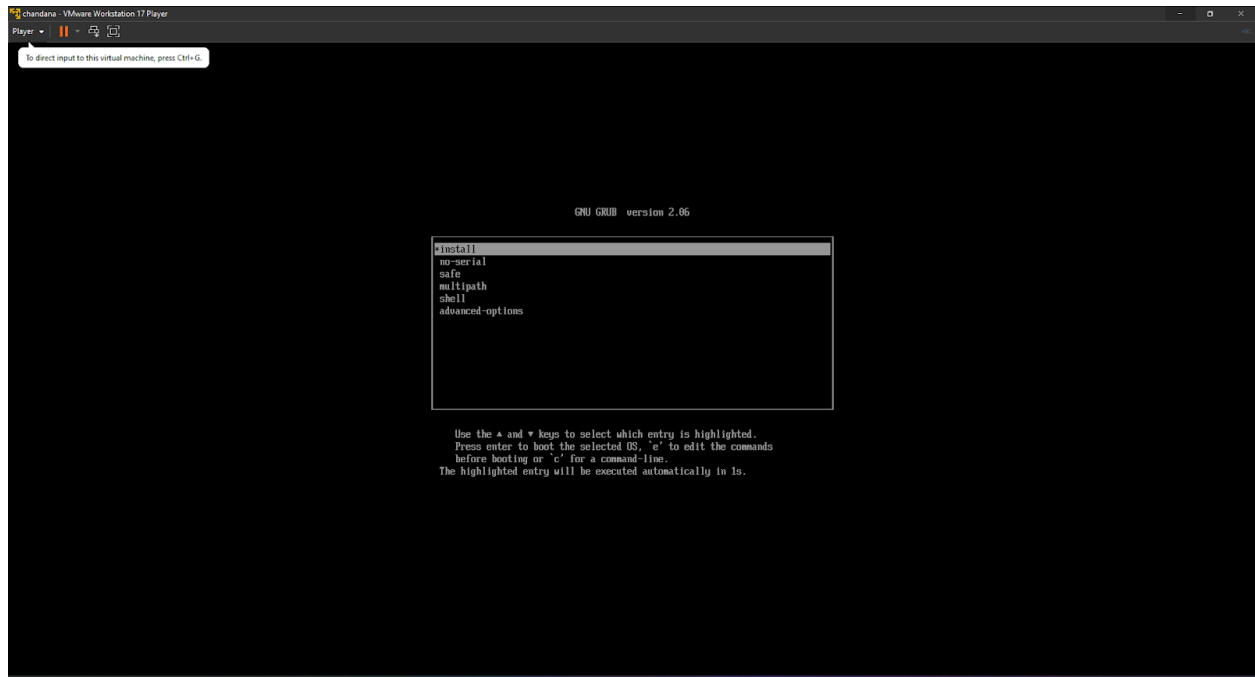 chandana - VMware Workstation 17 Player
Player
To direct input to this virtual machine, press Ctrl+G.
GNU GRUB version 2.06
*install
no-serial
safe
multipath
shell
advanced-options
Use the ▲ and ▼ keys to select which entry is highlighted.
Press enter to boot the selected OS, `e' to edit the commands
before booting or `c' for a command-line.
The highlighted entry will be executed automatically in 1s.